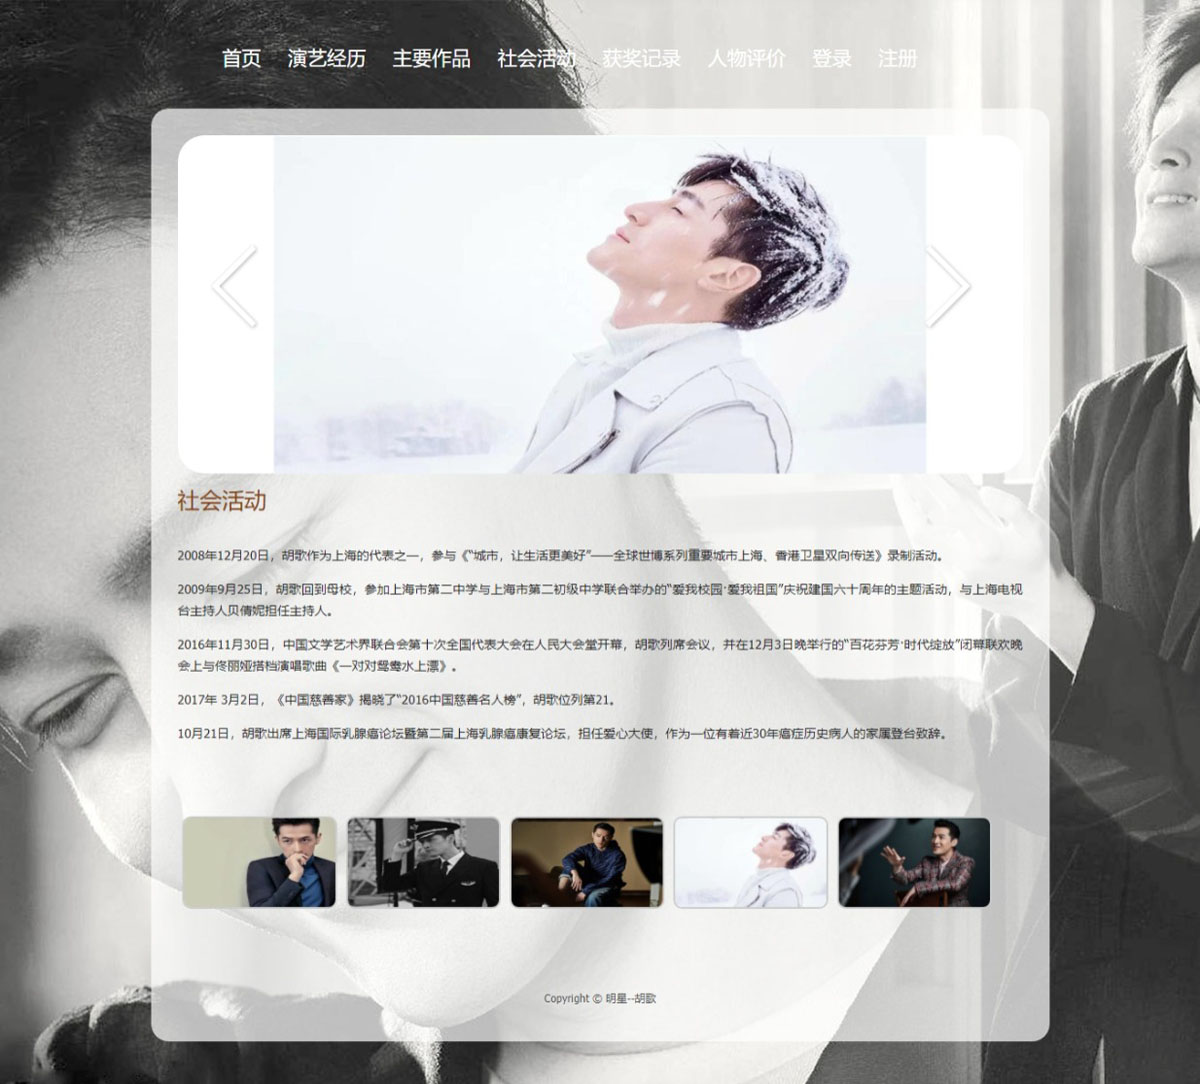 首页 演艺经历 主要作品 社会活动 获奖记录 人物评价 登录 注册
社会活动
2008年12月20日，胡歌作为上海的代表之一，参与《“城市，让生活更美好”——全球世博系列重要城市上海、香港卫星双向传送》录制活动。
2009年9月25日，胡歌回到母校，参加上海市第二中学与上海市第二初级中学联合举办的“爱我校园·爱我祖国”庆祝建国六十周年的主题活动，与上海电视
台主持人贝倩妮担任主持人。
2016年11月30日，中国文学艺术界联合会第十次全国代表大会在人民大会堂开幕，胡歌列席会议，并在12月3日晚举行的“百花芬芳·时代绽放”闭幕联欢晚
会上与佟丽娅搭档演唱歌曲《一对对鸳鸯水上漂》。
2017年 3月2日，《中国慈善家》揭晓了“2016中国慈善名人榜”，胡歌位列第21。
10月21日，胡歌出席上海国际乳腺癌论坛暨第二届上海乳腺癌康复论坛，担任爱心大使，作为一位有着近30年癌症历史病人的家属登台致辞。
Copyright © 明星--胡歌